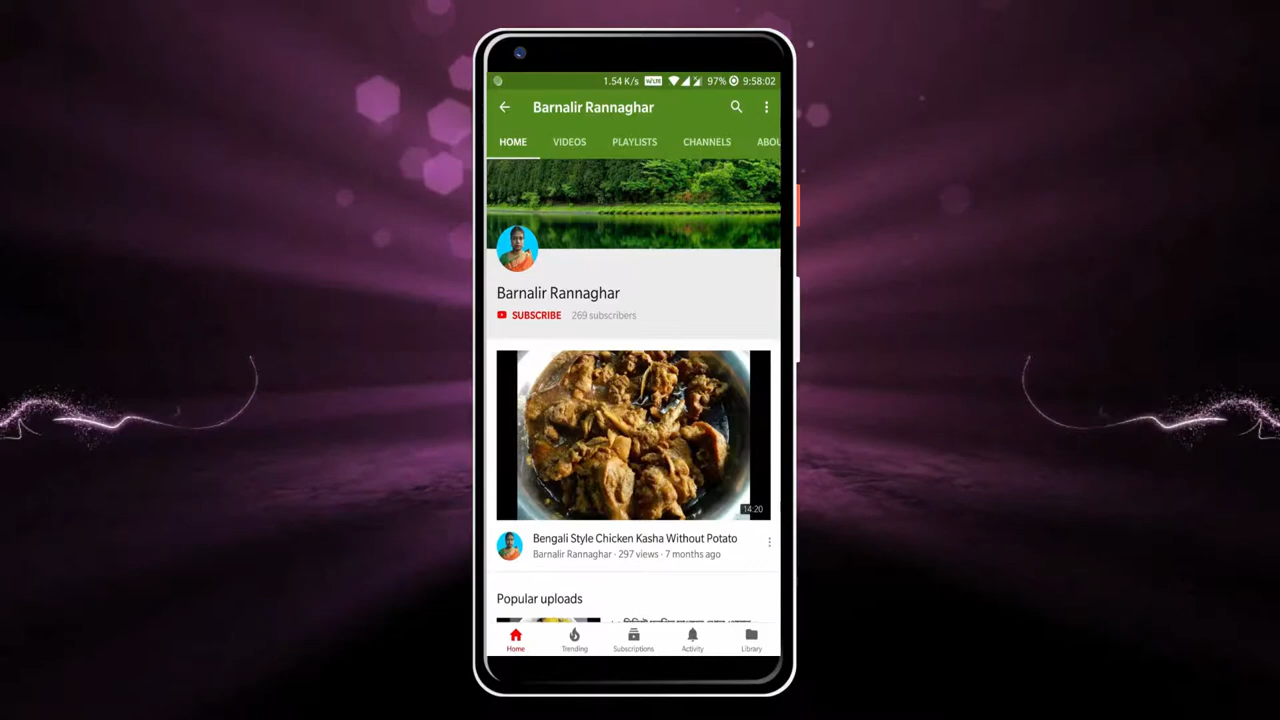 1.54 K/s VoLTE 97% 9:58:02
Barnalir Rannaghar
HOME VIDEOS PLAYLISTS CHANNELS ABOU
Barnalir Rannaghar
SUBSCRIBE 269 subscribers
14:20
Bengali Style Chicken Kasha Without Potato
Barnalir Rannaghar · 297 views · 7 months ago
Popular uploads
Home Trending Subscriptions Activity Library